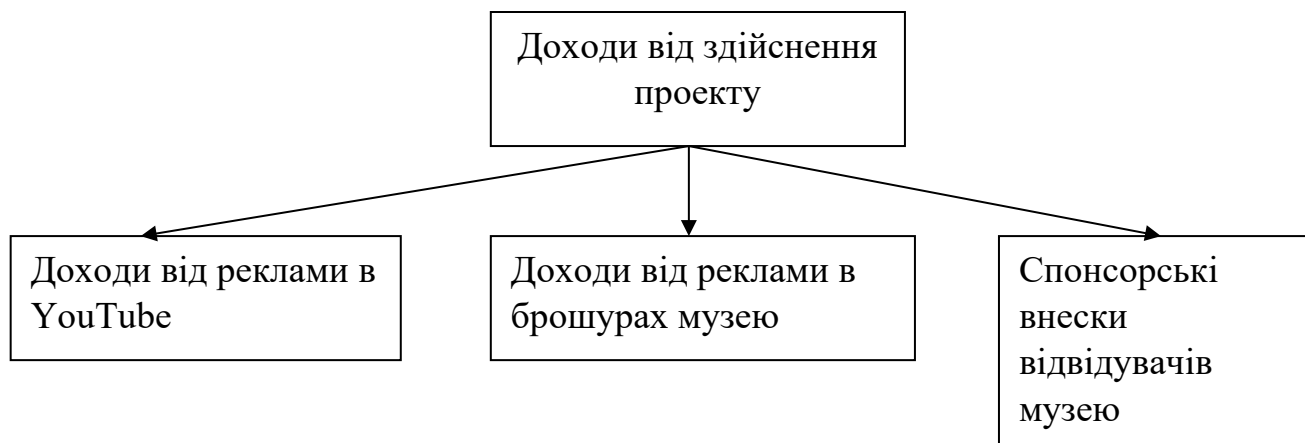 Доходи від здійснення
проекту
Доходи від реклами в
YouTube
Доходи від реклами в
брошурах музею
Спонсорські
внески
відвідувачів
музею